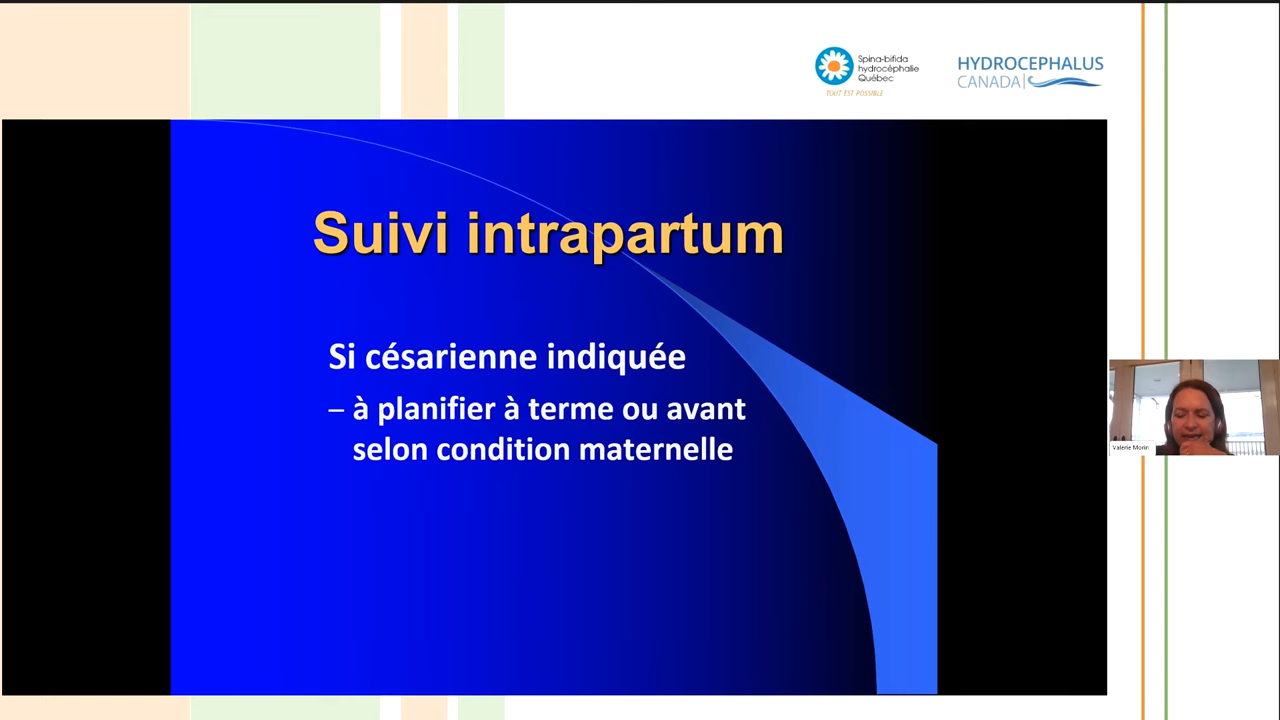 Spina-bifida
hydrocéphalie
Québec
TOUT EST POSSIBLE
HYDROCEPHALUS
CANADA
Suivi intrapartum
Si césarienne indiquée
– à planifier à terme ou avant
selon condition maternelle
Valérie Morin